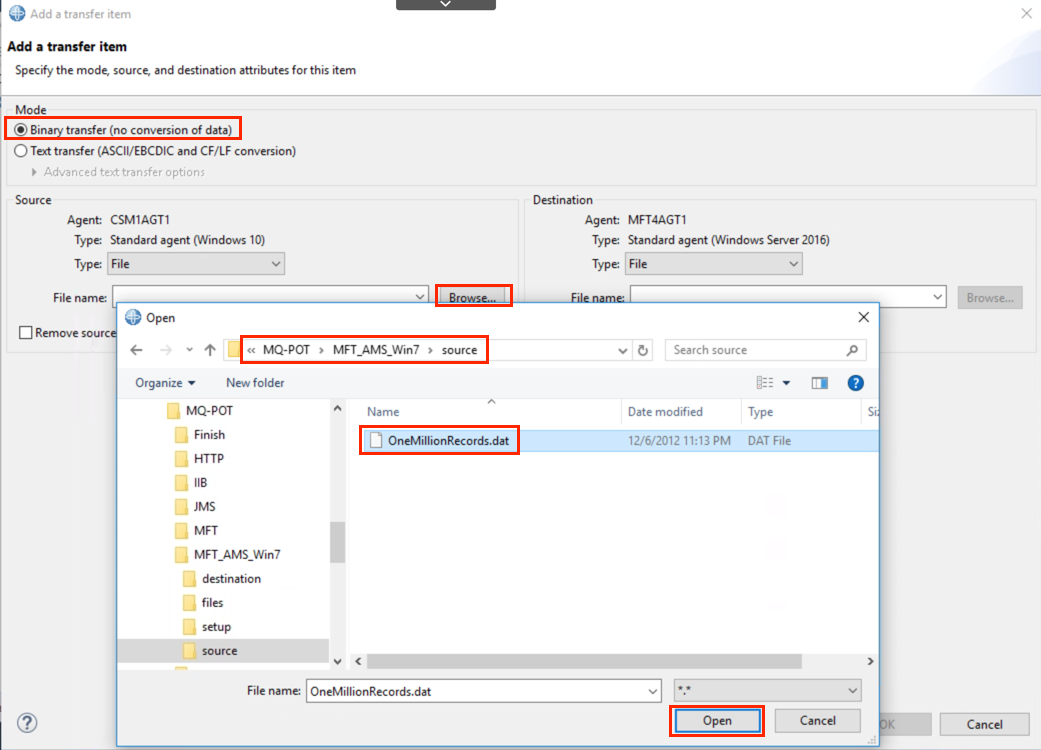 Add a transfer item
Add a transfer item
Specify the mode, source, and destination attributes for this item
Mode
Binary transfer (no conversion of data)
Text transfer (ASCII/EBCDIC and CF/LF conversion)
Advanced text transfer options
Source
Agent: CSM1AGT1
Type: Standard agent (Windows 10)
Type: File
File name: Browse...
Remove source
Destination
Agent: MFT4AGT1
Type: Standard agent (Windows Server 2016)
Type: File
File name: Browse...
Open
« MQ-POT › MFT_AMS_Win7 › source
Search source
Organize New folder
MQ-POT
Finish
HTTP
IIB
JMS
MFT
MFT_AMS_Win7
destination
files
setup
source
Name Date modified Type
OneMillionRecords.dat 12/6/2012 11:13 PM DAT File
File name: OneMillionRecords.dat *.*
Open Cancel
OK Cancel